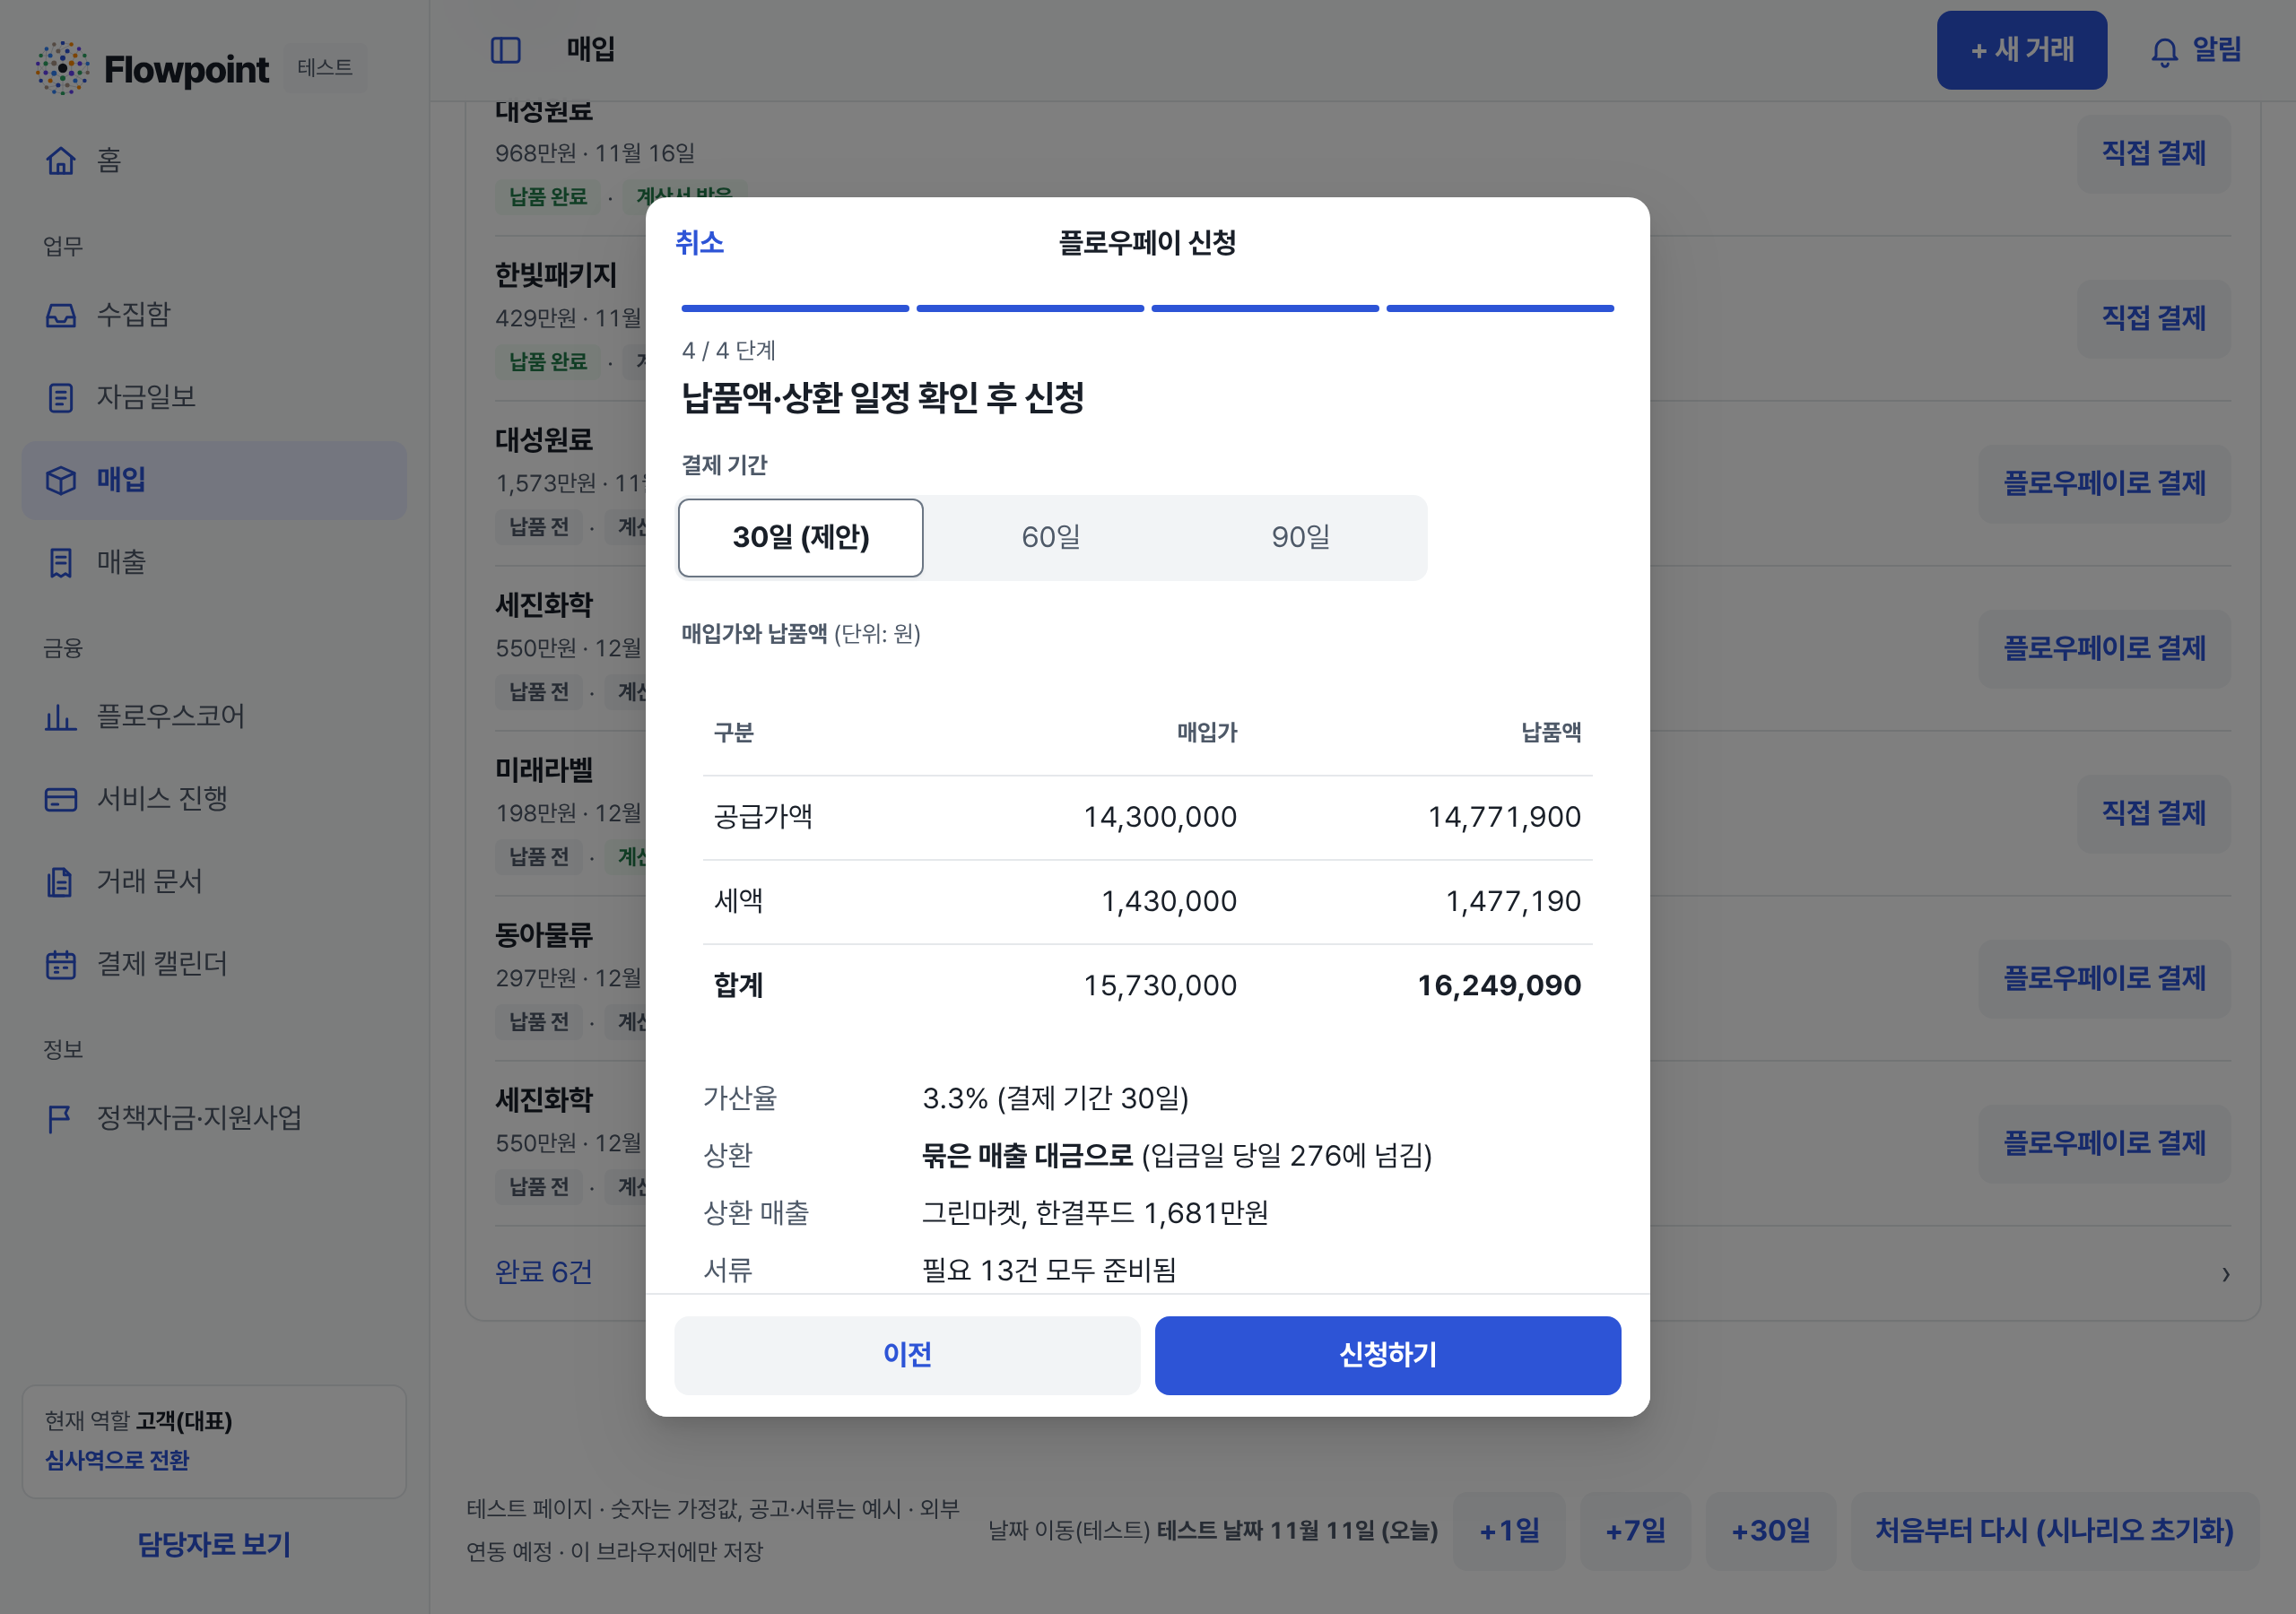 Flowpoint 테스트
홈
업무
수집함
자금일보
매입
매출
금융
플로우스코어
서비스 진행
거래 문서
결제 캘린더
정보
정책자금·지원사업
현재 역할 고객(대표)
심사역으로 전환
담당자로 보기
매입
+ 새 거래
알림
대성원료
968만원 · 11월 16일
직접 결제
납품 완료 · 계산서 받음
한빛패키지
429만원 · 11월
직접 결제
납품 완료 ·
대성원료
1,573만원 · 11
플로우페이로 결제
납품 전 ·
세진화학
550만원 · 12월
플로우페이로 결제
납품 전 ·
미래라벨
198만원 · 12월
직접 결제
납품 전 ·
동아물류
297만원 · 12월
플로우페이로 결제
납품 전 ·
세진화학
550만원 · 12월
플로우페이로 결제
납품 전 ·
완료 6건 ›
취소
플로우페이 신청
4 / 4 단계
납품액·상환 일정 확인 후 신청
결제 기간
30일 (제안) 60일 90일
매입가와 납품액 (단위: 원)
구분 매입가 납품액
공급가액 14,300,000 14,771,900
세액 1,430,000 1,477,190
합계 15,730,000 16,249,090
가산율 3.3% (결제 기간 30일)
상환 묶은 매출 대금으로 (입금일 당일 276에 넘김)
상환 매출 그린마켓, 한결푸드 1,681만원
서류 필요 13건 모두 준비됨
이전 신청하기
테스트 페이지 · 숫자는 가정값, 공고·서류는 예시 · 외부
연동 예정 · 이 브라우저에만 저장
날짜 이동(테스트) 테스트 날짜 11월 11일 (오늘) +1일 +7일 +30일 처음부터 다시 (시나리오 초기화)